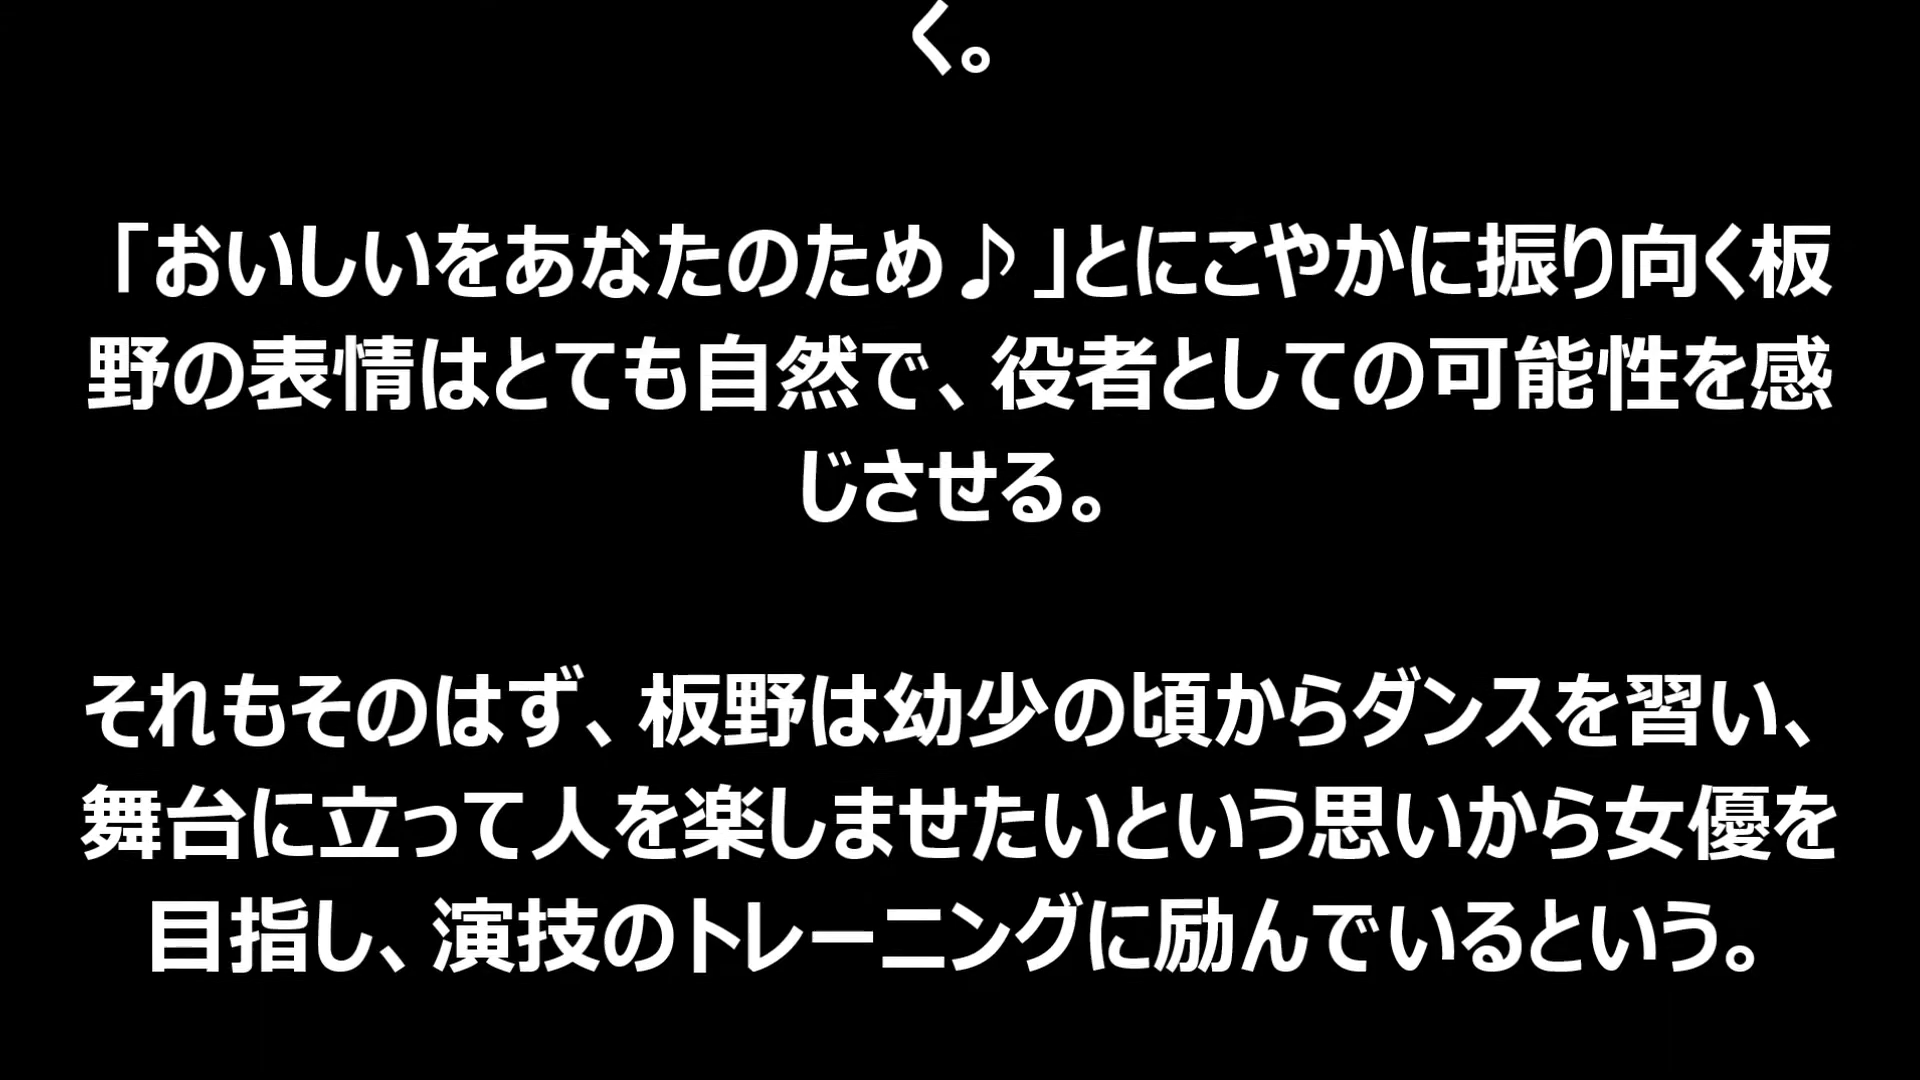 く。
「おいしいをあなたのため♪」とにこやかに振り向く板
野の表情はとても自然で、役者としての可能性を感
じさせる。
それもそのはず、板野は幼少の頃からダンスを習い、
舞台に立って人を楽しませたいという思いから女優を
目指し、演技のトレーニングに励んでいるという。